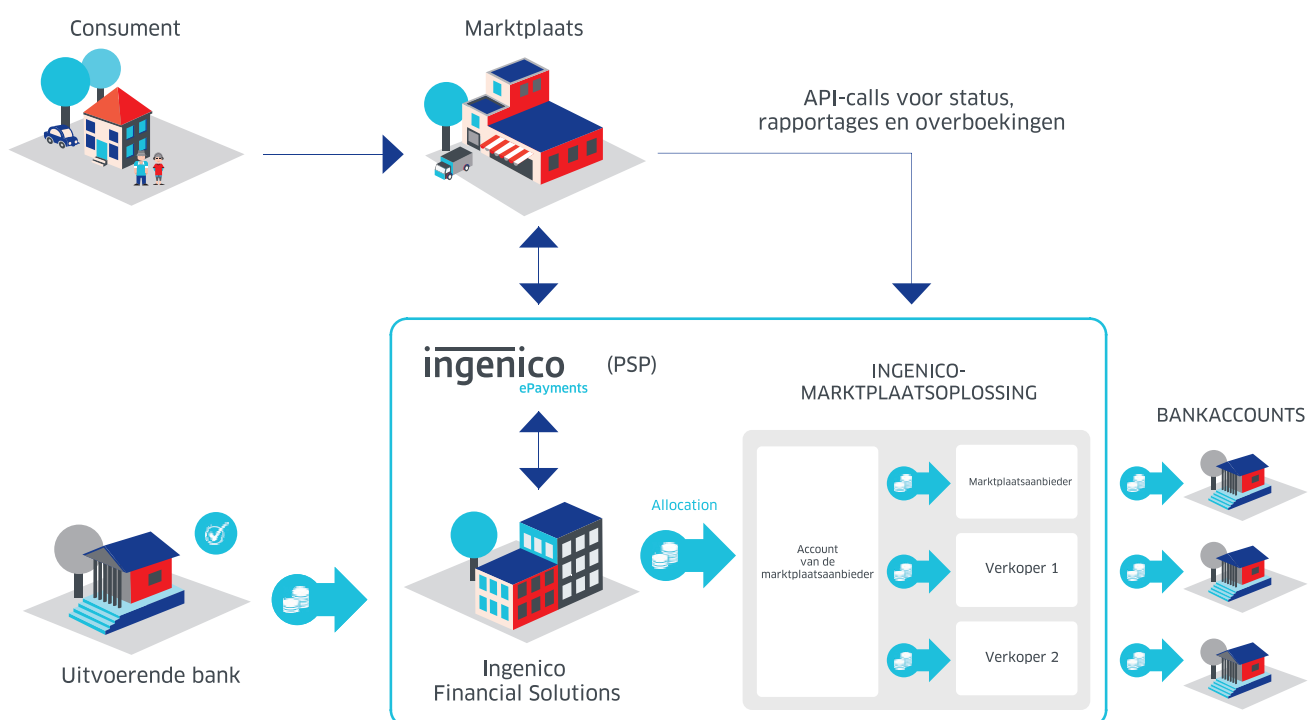 Consument
Marktplaats
API-calls voor status,
rapportages en overboekingen
ingenico
ePayments
(PSP)
INGENICO-
MARKTPLAATSOPLOSSING
BANKACCOUNTS
Allocation
Account
van de
marktplaatsaanbieder
Marktplaatsaanbieder
Verkoper 1
Verkoper 2
Uitvoerende bank
Ingenico
Financial Solutions